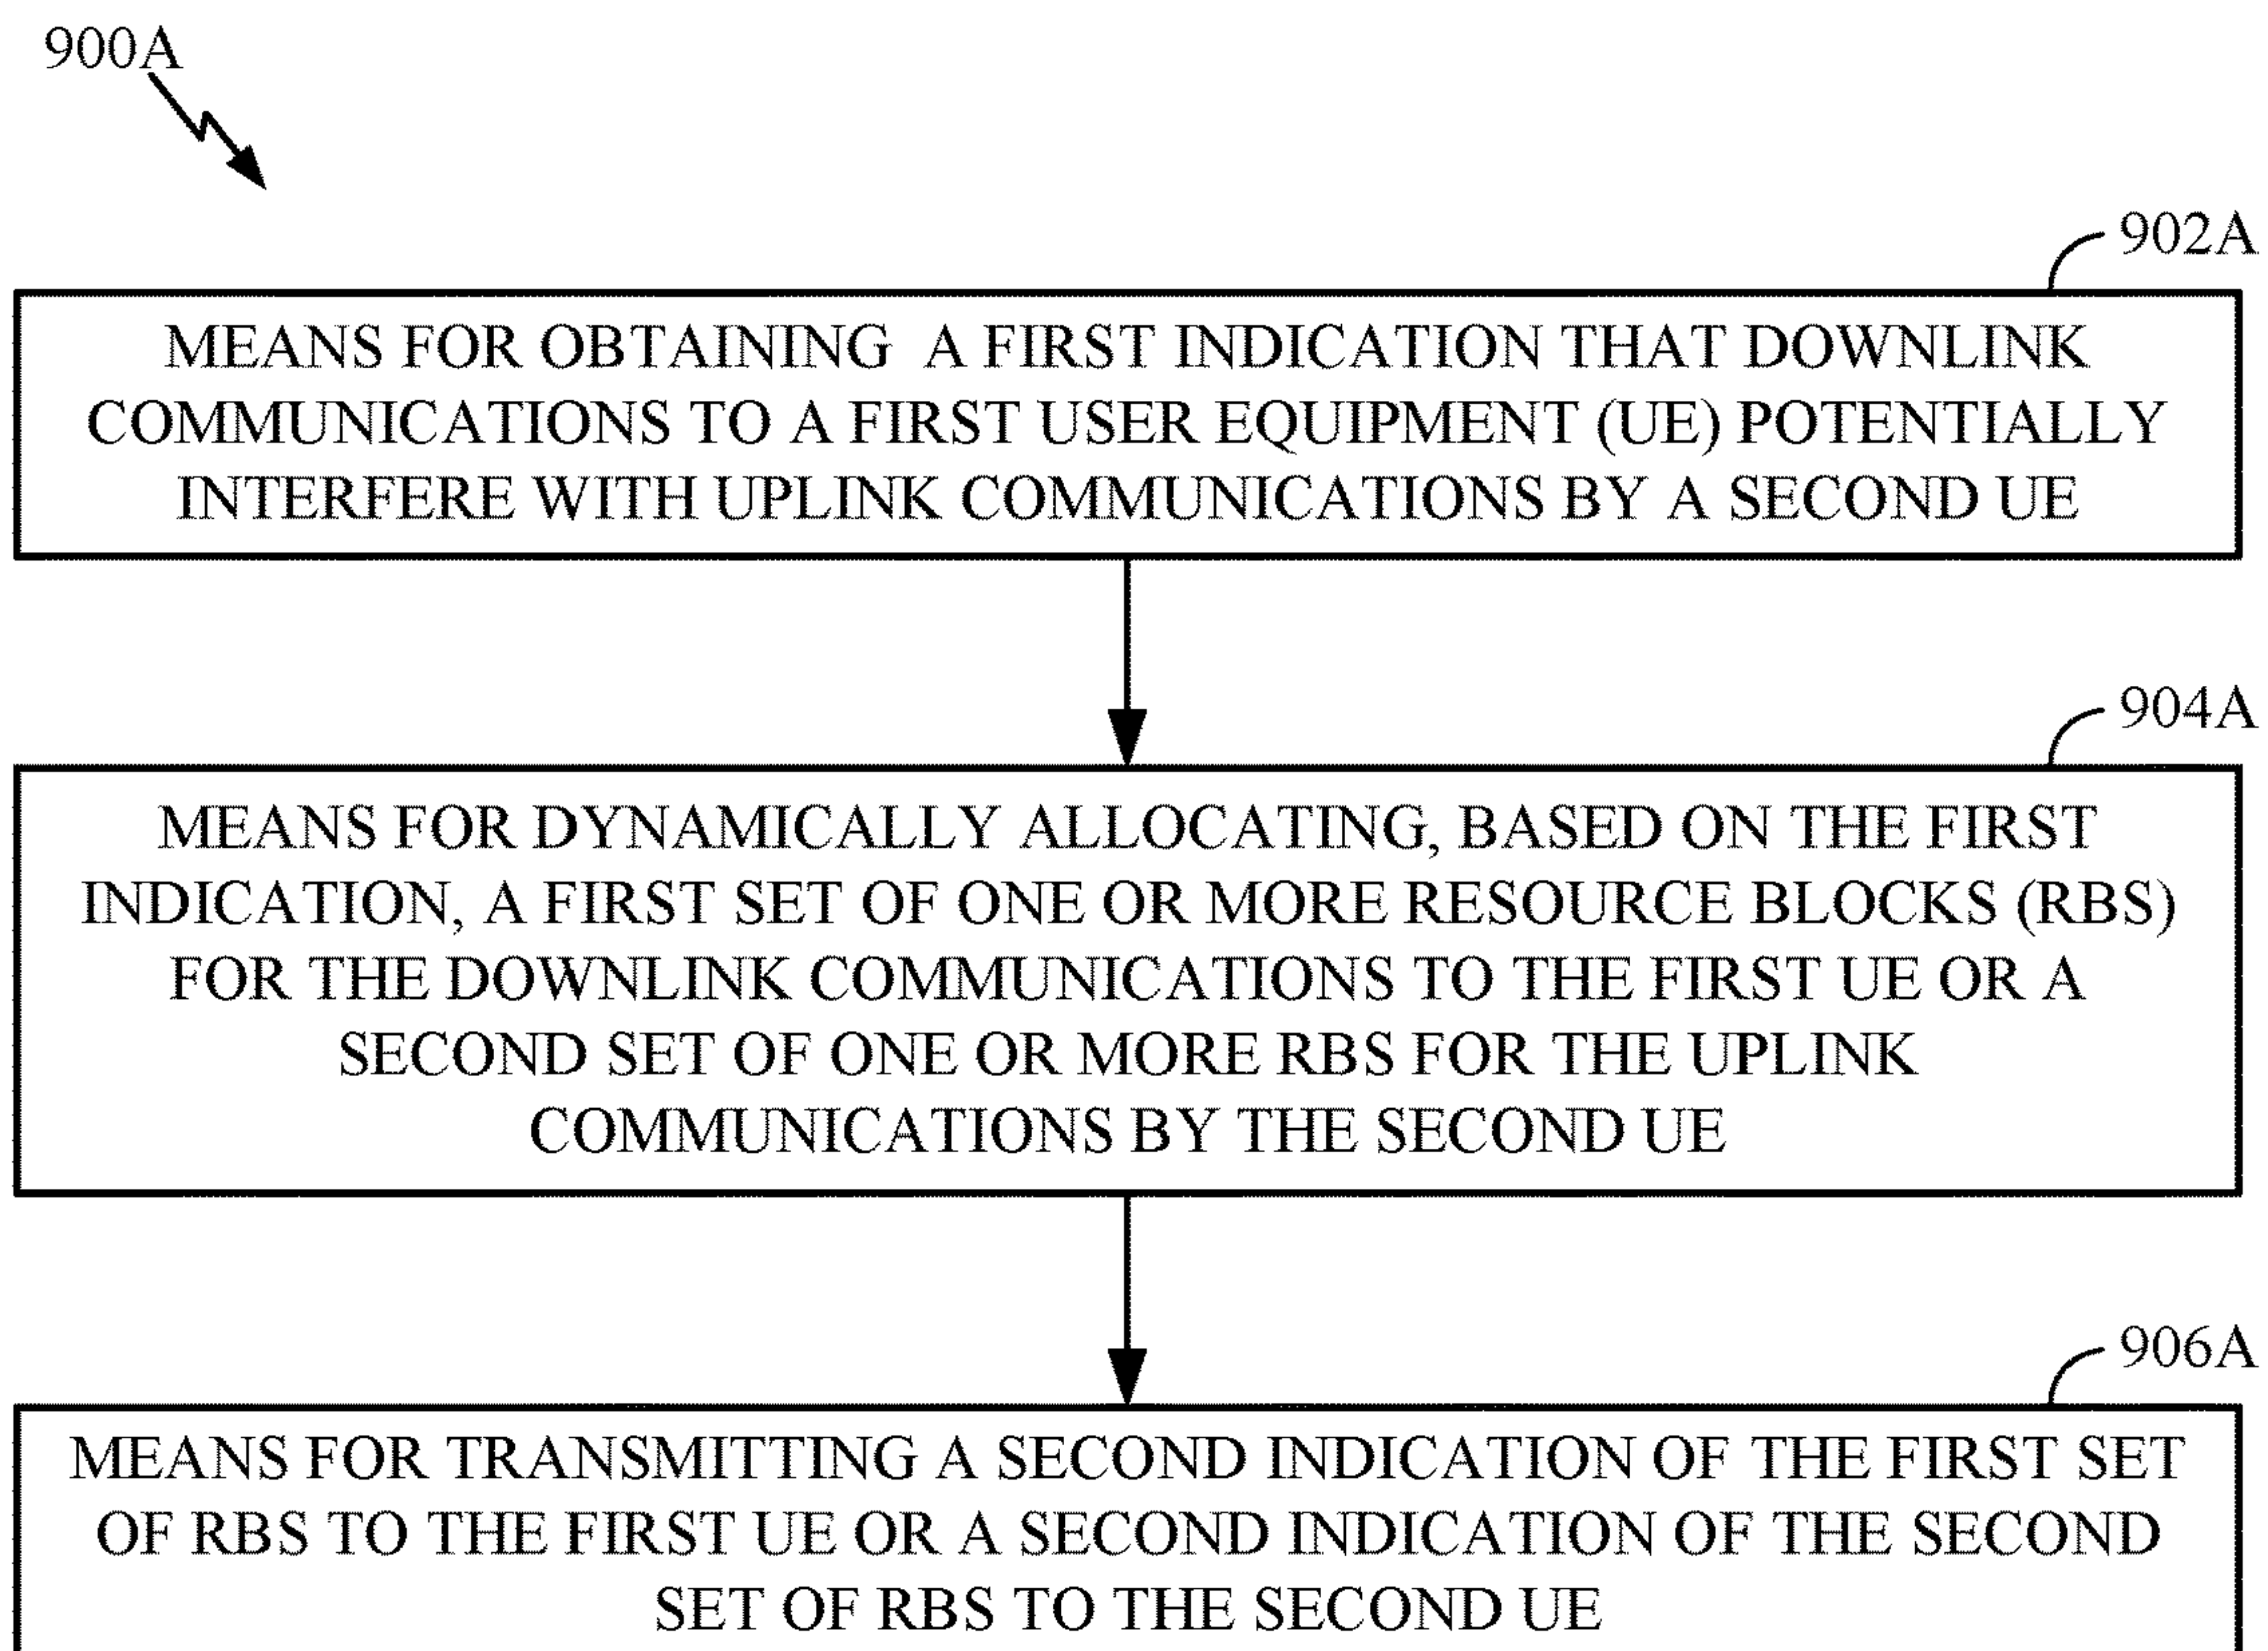 900A
902A
MEANS FOR OBTAINING A FIRST INDICATION THAT DOWNLINK
COMMUNICATIONS TO A FIRST USER EQUIPMENT (UE) POTENTIALLY
INTERFERE WITH UPLINK COMMUNICATIONS BY A SECOND UE
904A
MEANS FOR DYNAMICALLY ALLOCATING, BASED ON THE FIRST
INDICATION, A FIRST SET OF ONE OR MORE RESOURCE BLOCKS (RBS)
FOR THE DOWNLINK COMMUNICATIONS TO THE FIRST UE OR A
SECOND SET OF ONE OR MORE RBS FOR THE UPLINK
COMMUNICATIONS BY THE SECOND UE
906A
MEANS FOR TRANSMITTING A SECOND INDICATION OF THE FIRST SET
OF RBS TO THE FIRST UE OR A SECOND INDICATION OF THE SECOND
SET OF RBS TO THE SECOND UE